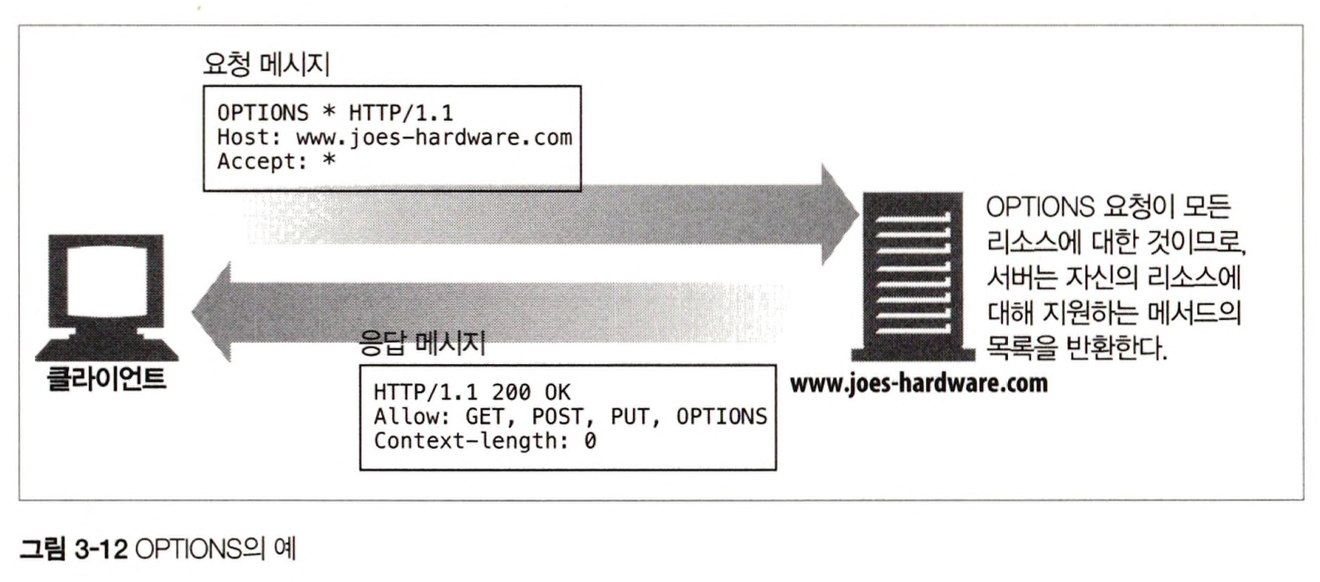 요청 메시지
OPTIONS * HTTP/1.1
Host: www.joes-hardware.com
Accept: *
OPTIONS 요청이 모든
리소스에 대한 것이므로,
서버는 자신의 리소스에
대해 지원하는 메서드의
목록을 반환한다.
클라이언트
www.joes-hardware.com
응답 메시지
HTTP/1.1 200 OK
Allow: GET, POST, PUT, OPTIONS
Context-length: 0
그림 3-12 OPTIONS의 예